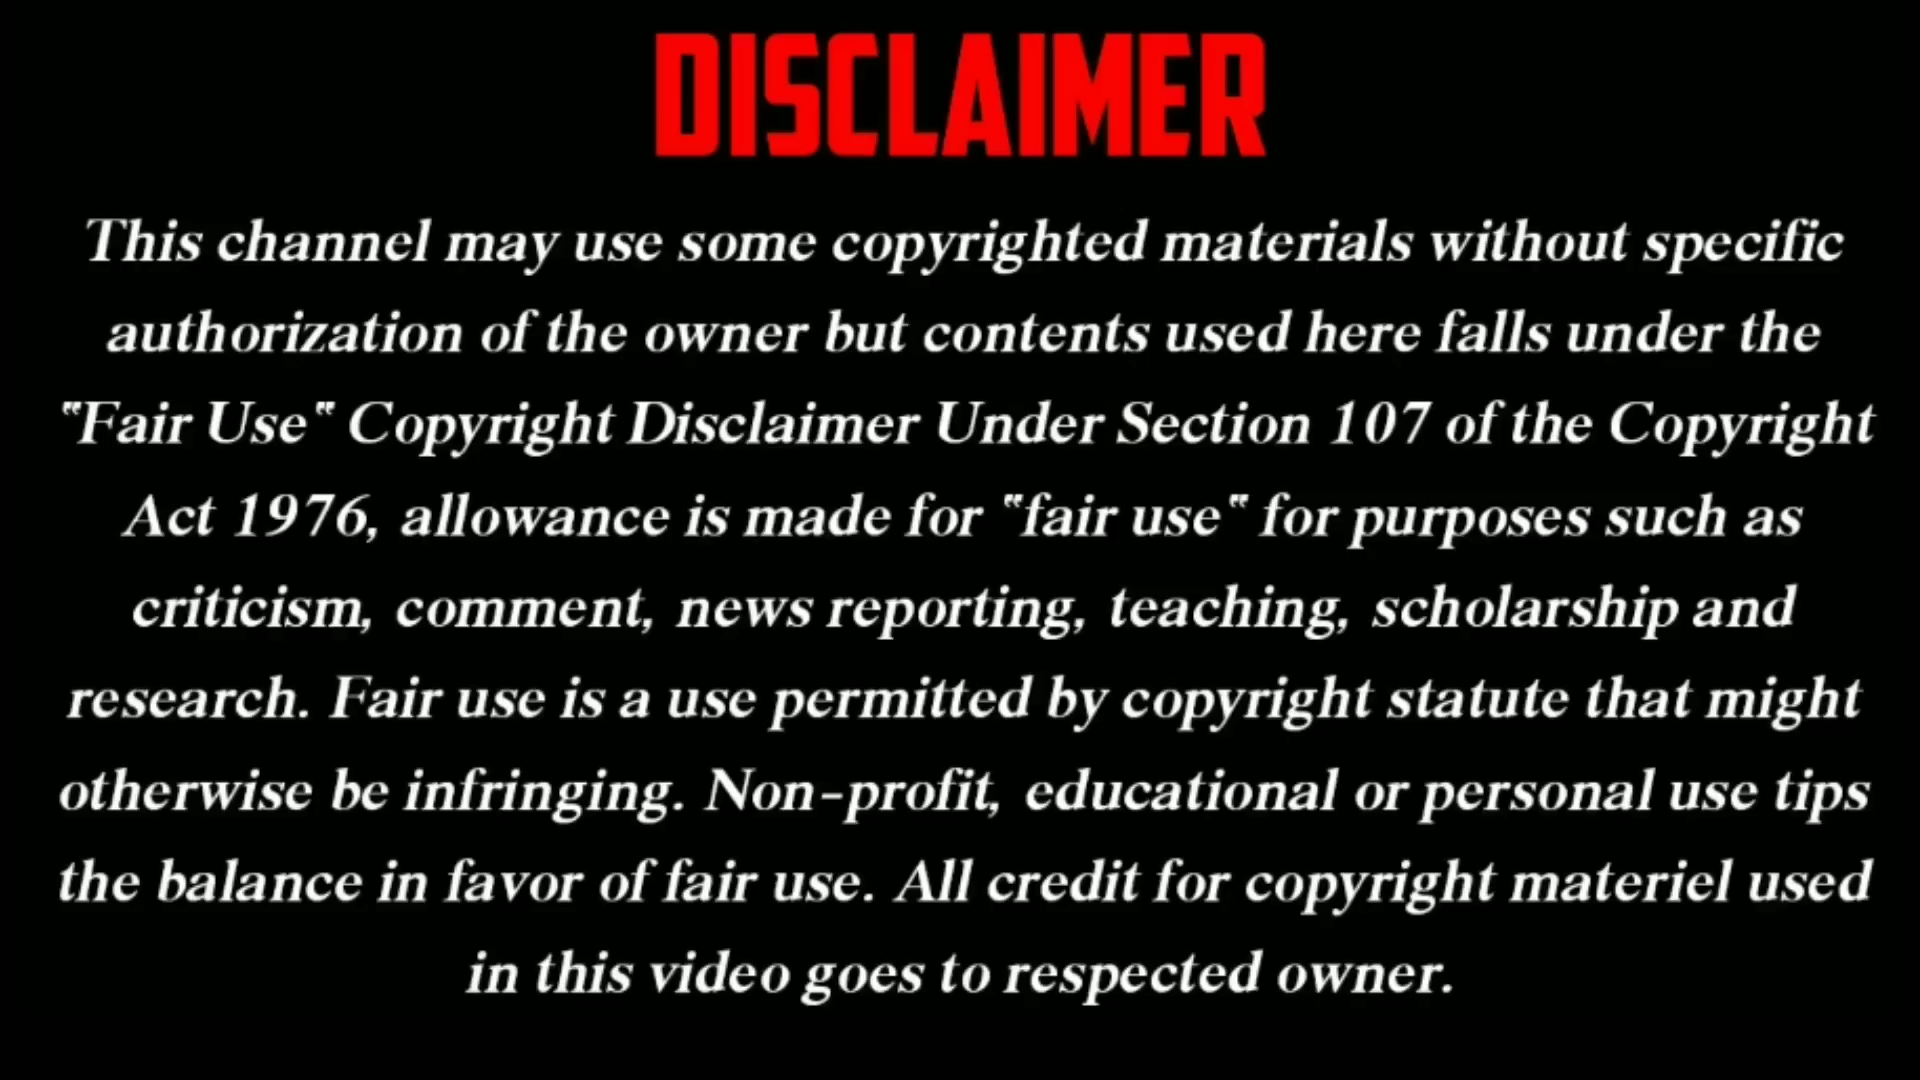 DISCLAIMER
This channel may use some copyrighted materials without specific
authorization of the owner but contents used here falls under the
"Fair Use" Copyright Disclaimer Under Section 107 of the Copyright
Act 1976, allowance is made for "fair use" for purposes such as
criticism, comment, news reporting, teaching, scholarship and
research. Fair use is a use permitted by copyright statute that might
otherwise be infringing. Non-profit, educational or personal use tips
the balance in favor of fair use. All credit for copyright materiel used
in this video goes to respected owner.